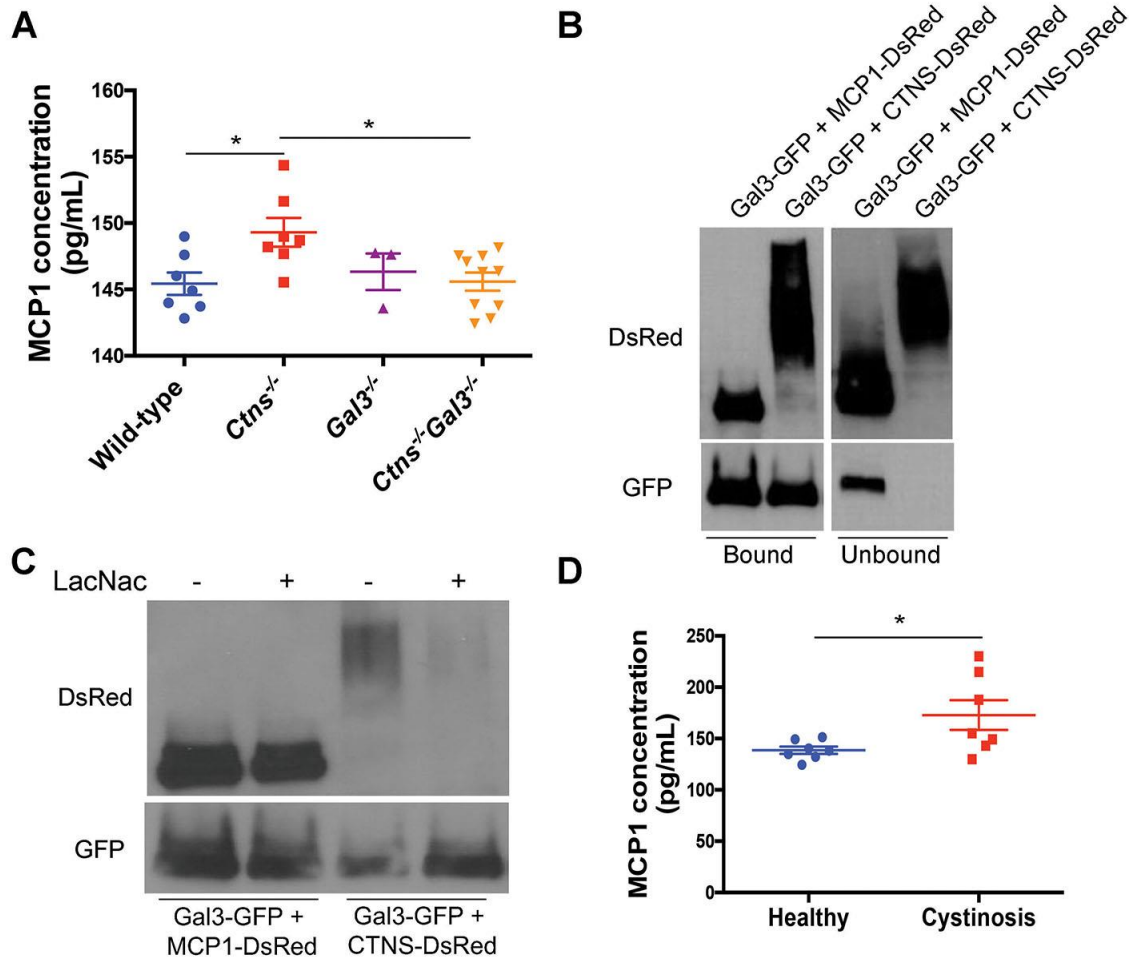 A
MCP1 concentration
(pg/mL)
160
155
150
145
140
*
*
Wild-type
Ctns-/-
Gal3-/-
Ctns-/-Gal3-/-
B
Gal3-GFP + MCP1-DsRed
Gal3-GFP + CTNS-DsRed
Gal3-GFP + MCP1-DsRed
Gal3-GFP + CTNS-DsRed
DsRed
GFP
Bound
Unbound
C
LacNac - + - +
DsRed
GFP
Gal3-GFP +
MCP1-DsRed
Gal3-GFP +
CTNS-DsRed
D
MCP1 concentration
(pg/mL)
250
200
150
100
50
0
*
Healthy
Cystinosis